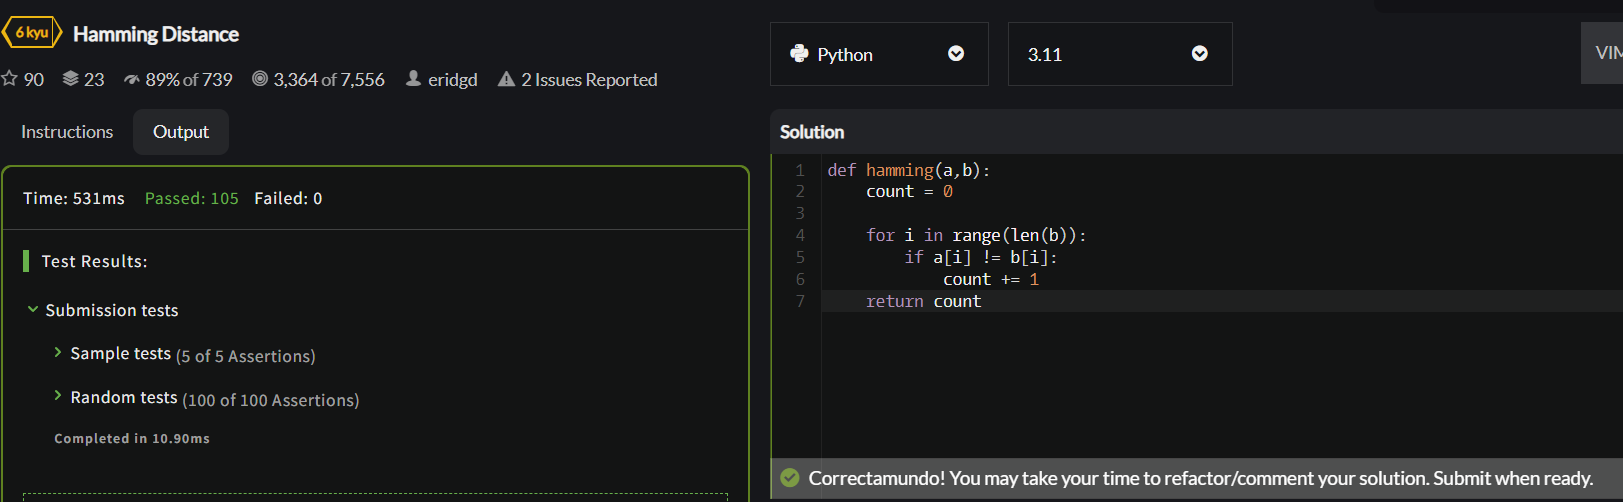 6 kyu Hamming Distance
90 23 89% of 739 3,364 of 7,556 eridgd 2 Issues Reported
Instructions Output
Time: 531ms Passed: 105 Failed: 0
Test Results:
Submission tests
Sample tests (5 of 5 Assertions)
Random tests (100 of 100 Assertions)
Completed in 10.90ms
Python 3.11 VIM
Solution
1 def hamming(a,b):
2     count = 0
3
4     for i in range(len(b)):
5         if a[i] != b[i]:
6             count += 1
7     return count
Correctamundo! You may take your time to refactor/comment your solution. Submit when ready.